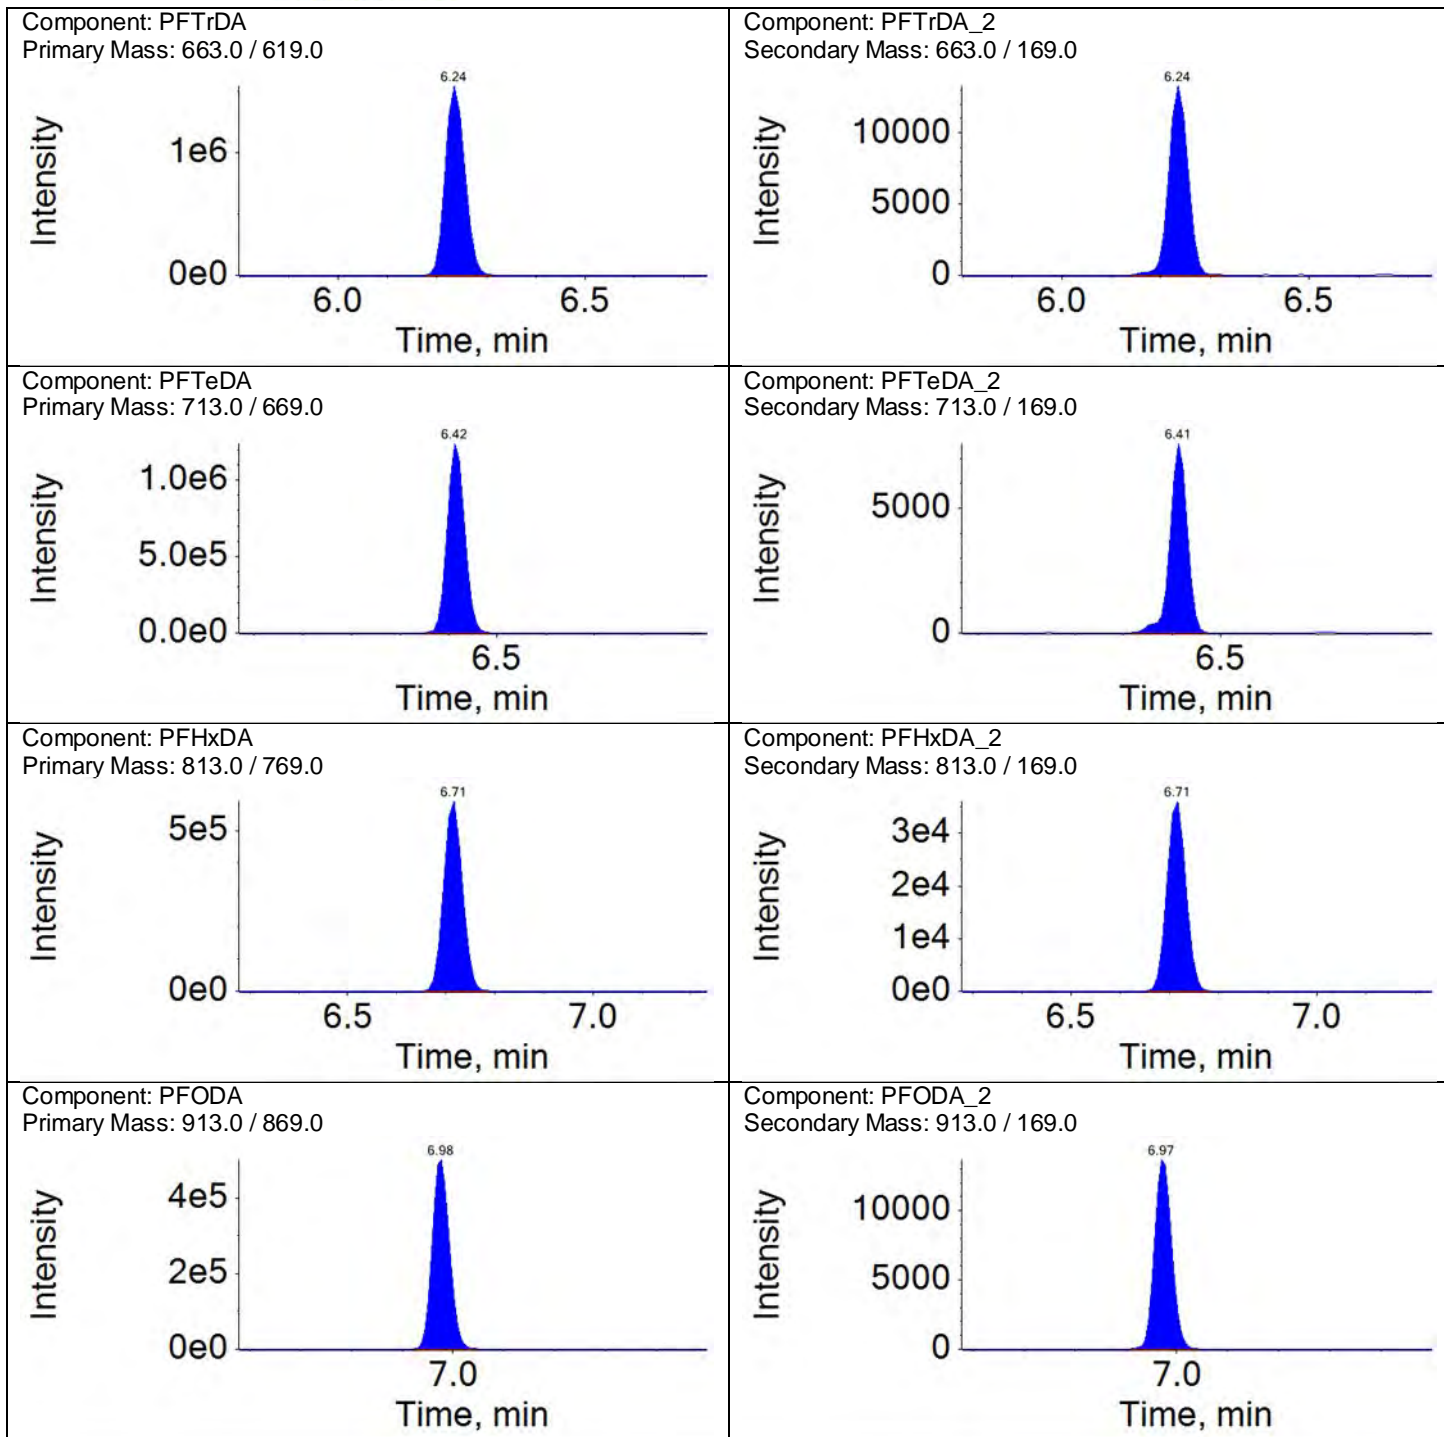 Component: PFTrDA
Primary Mass: 663.0 / 619.0
6.24
Intensity
1e6
0e0
6.0
6.5
Time, min
Component: PFTrDA_2
Secondary Mass: 663.0 / 169.0
6.24
Intensity
10000
5000
0
6.0
6.5
Time, min
Component: PFTeDA
Primary Mass: 713.0 / 669.0
6.42
Intensity
1.0e6
5.0e5
0.0e0
6.5
Time, min
Component: PFTeDA_2
Secondary Mass: 713.0 / 169.0
6.41
Intensity
5000
0
6.5
Time, min
Component: PFHxDA
Primary Mass: 813.0 / 769.0
6.71
Intensity
5e5
0e0
6.5
7.0
Time, min
Component: PFHxDA_2
Secondary Mass: 813.0 / 169.0
6.71
Intensity
3e4
2e4
1e4
0e0
6.5
7.0
Time, min
Component: PFODA
Primary Mass: 913.0 / 869.0
6.98
Intensity
4e5
2e5
0e0
7.0
Time, min
Component: PFODA_2
Secondary Mass: 913.0 / 169.0
6.97
Intensity
10000
5000
0
7.0
Time, min